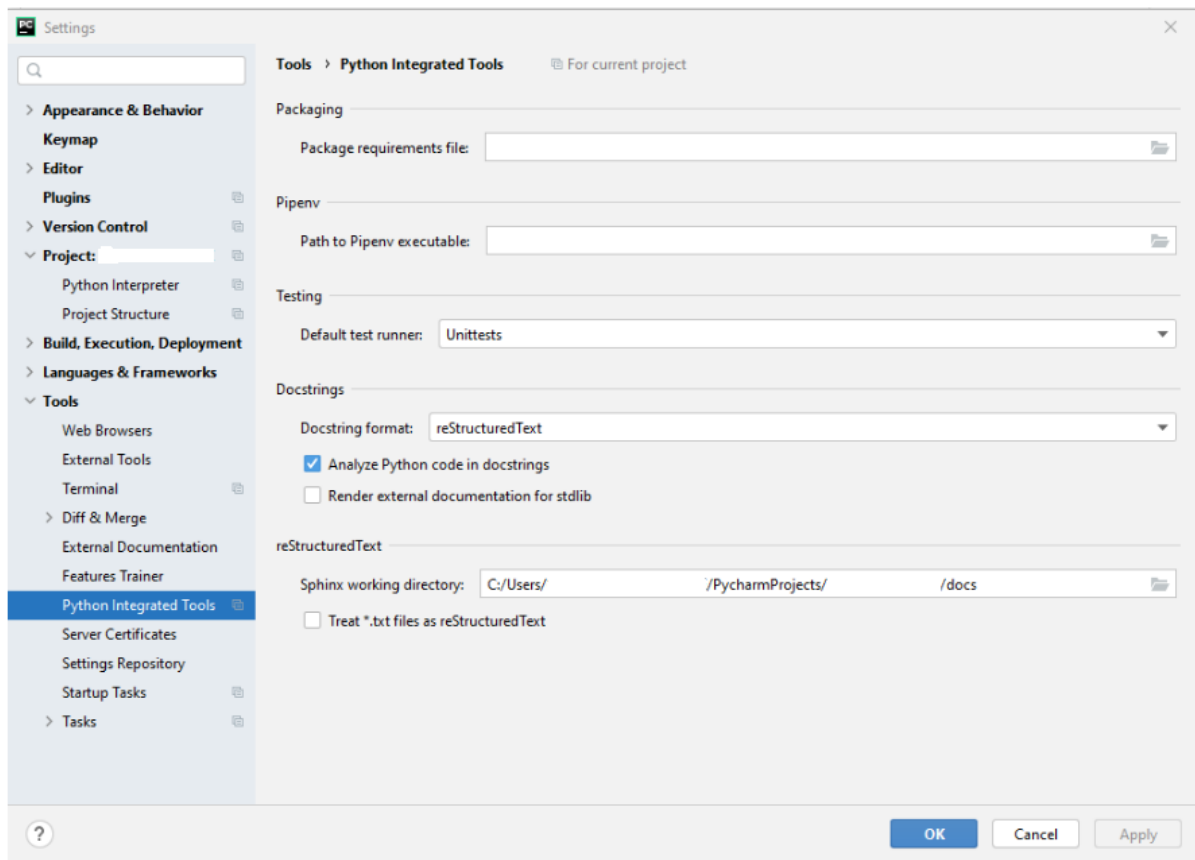 PC Settings
Appearance & Behavior
Keymap
Editor
Plugins
Version Control
Project:
Python Interpreter
Project Structure
Build, Execution, Deployment
Languages & Frameworks
Tools
Web Browsers
External Tools
Terminal
Diff & Merge
External Documentation
Features Trainer
Python Integrated Tools
Server Certificates
Settings Repository
Startup Tasks
Tasks
Tools › Python Integrated Tools For current project
Packaging
Package requirements file:
Pipenv
Path to Pipenv executable:
Testing
Default test runner: Unittests
Docstrings
Docstring format: reStructuredText
Analyze Python code in docstrings
Render external documentation for stdlib
reStructuredText
Sphinx working directory: C:/Users/ /PycharmProjects/ /docs
Treat *.txt files as reStructuredText
? OK Cancel Apply